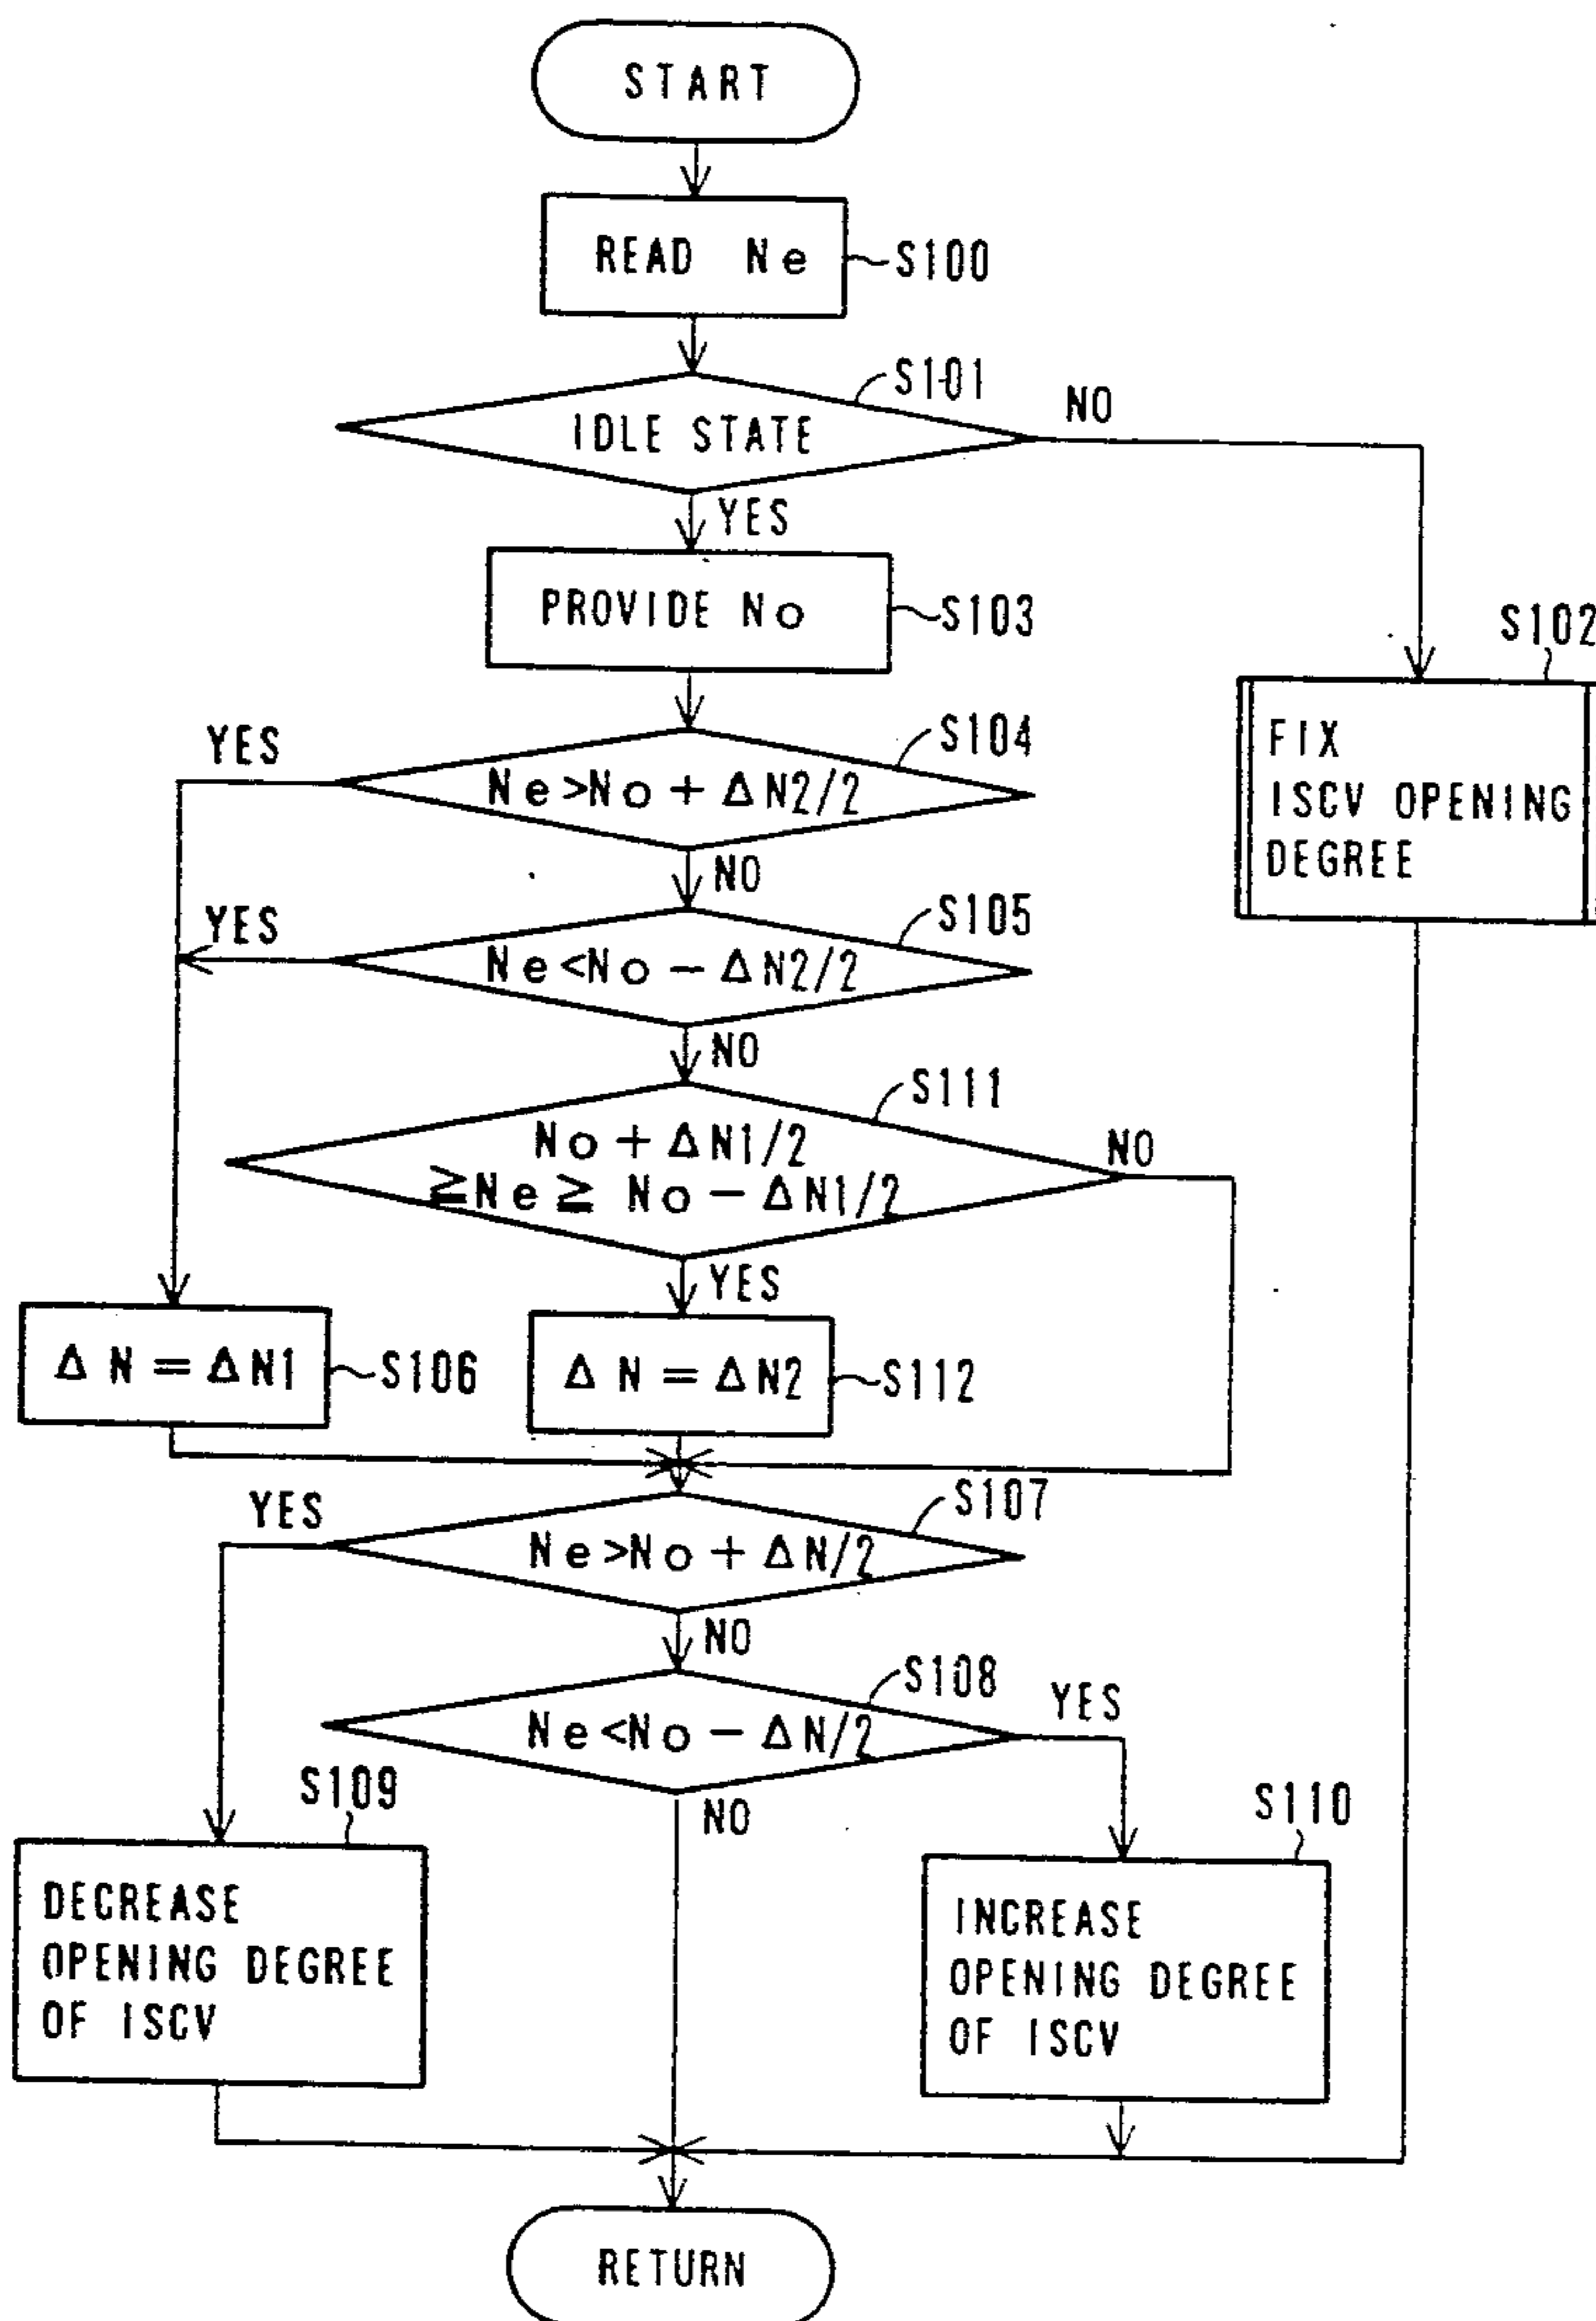 START
READ Ne
S100
S101
IDLE STATE
NO
YES
PROVIDE No
S103
S102
FIX
ISCV OPENING
DEGREE
YES
S104
Ne>No + ΔN2/2
NO
YES
S105
Ne<No − ΔN2/2
NO
S111
No + ΔN1/2
≧Ne ≧ No − ΔN1/2
NO
YES
ΔN = ΔN1
S106
ΔN = ΔN2
S112
YES
S107
Ne>No + ΔN/2
NO
S108
Ne<No − ΔN/2
YES
NO
S109
DECREASE
OPENING DEGREE
OF ISCV
S110
INCREASE
OPENING DEGREE
OF ISCV
RETURN